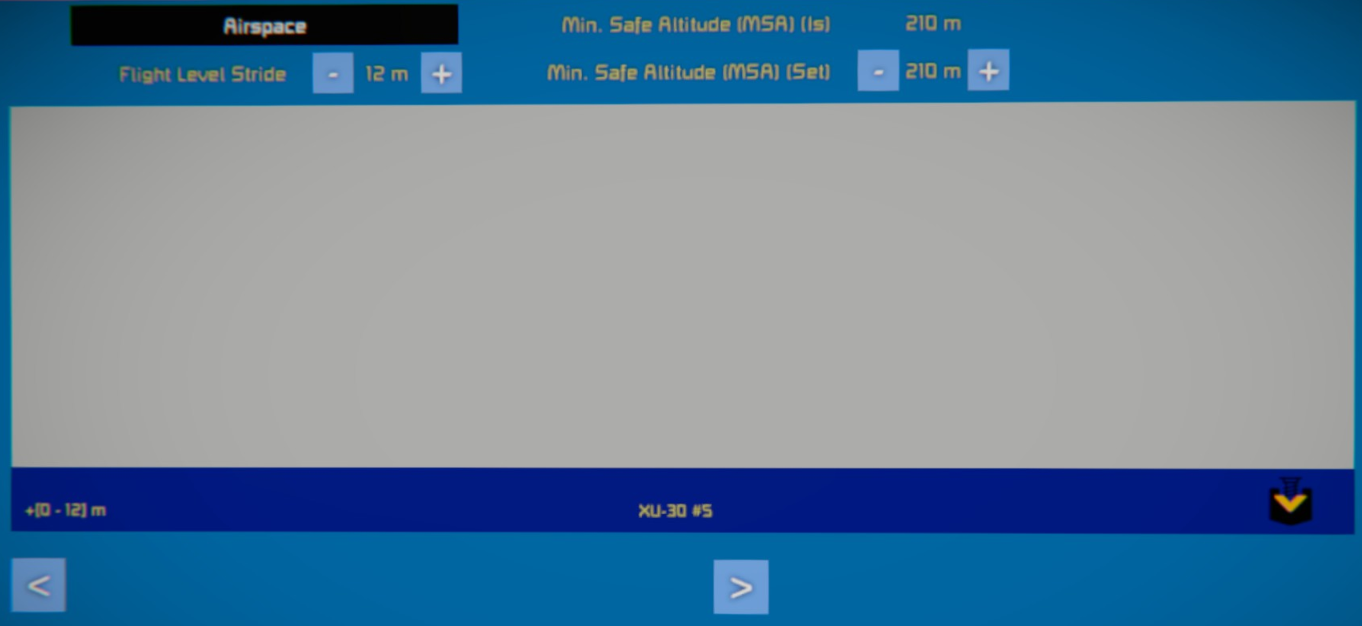 Airspace
Min. Safe Altitude (MSA) (Is) 210 m
Flight Level Stride - 12 m +
Min. Safe Altitude (MSA) (Set) - 210 m +
+[0 - 12] m XU-30 #5
< >